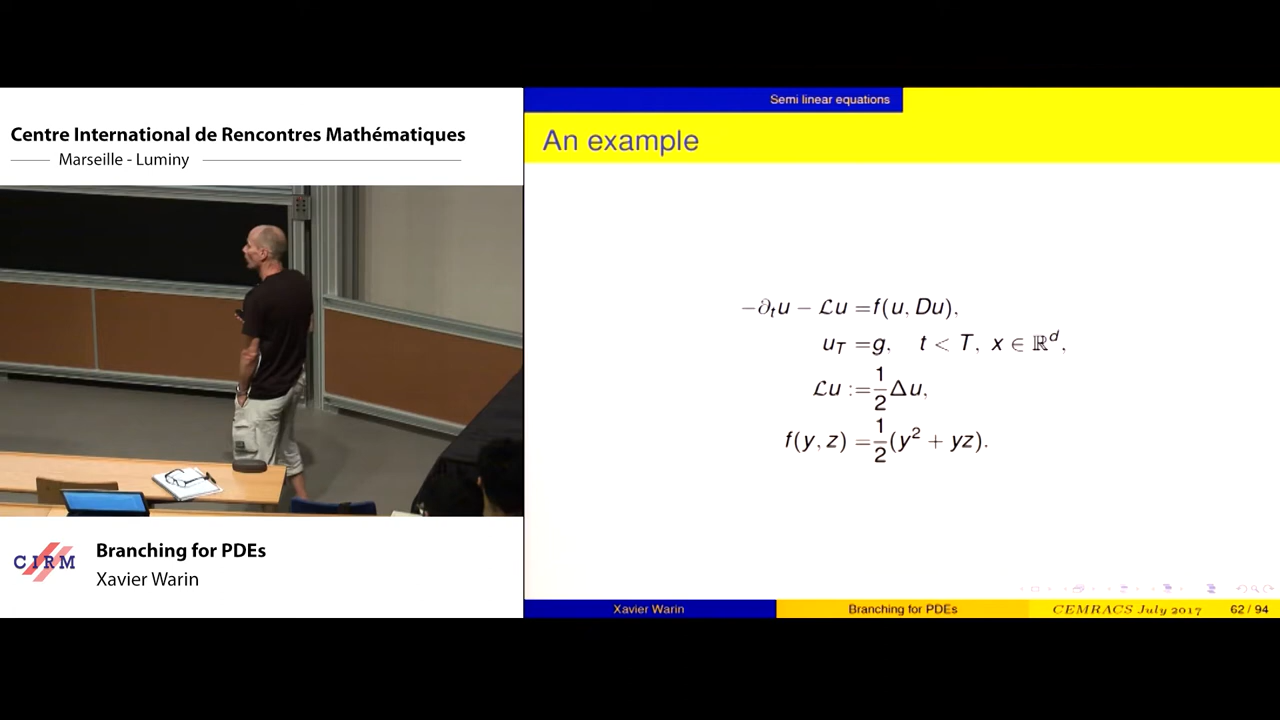 Centre International de Rencontres Mathématiques
Marseille - Luminy
CIRM
Branching for PDEs
Xavier Warin
Semi linear equations
An example
−∂ₜu − ℒu =f(u, Du),
u_T =g, t < T, x ∈ ℝᵈ,
ℒu :=½Δu,
f(y, z) =½(y² + yz).
Xavier Warin Branching for PDEs CEMRACS July 2017 62 / 94